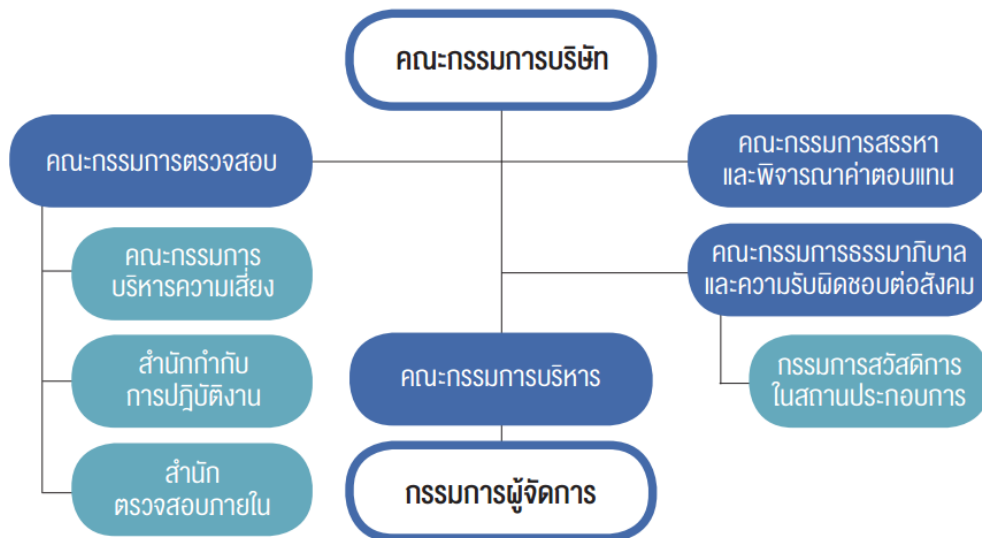 คณะกรรมการบริษัท
คณะกรรมการตรวจสอบ
คณะกรรมการสรรหา
และพิจารณาค่าตอบแทน
คณะกรรมการ
บริหารความเสี่ยง
คณะกรรมการธรรมาภิบาล
และความรับผิดชอบต่อสังคม
สำนักกำกับ
การปฏิบัติงาน
คณะกรรมการบริหาร
กรรมการสวัสดิการ
ในสถานประกอบการ
สำนัก
ตรวจสอบภายใน
กรรมการผู้จัดการ